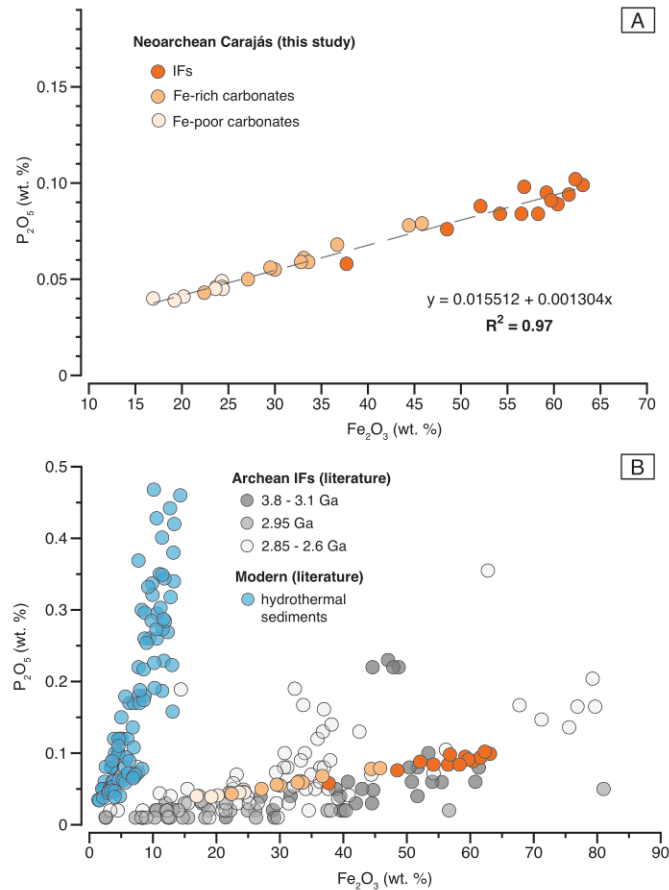 A
Neoarchean Carajás (this study)
IFs
Fe-rich carbonates
Fe-poor carbonates
0.15
0.10
0.05
0
P₂O₅ (wt. %)
y = 0.015512 + 0.001304x
R² = 0.97
10 15 20 25 30 35 40 45 50 55 60 65 70
Fe₂O₃ (wt. %)
B
Archean IFs (literature)
3.8 - 3.1 Ga
2.95 Ga
2.85 - 2.6 Ga
Modern (literature)
hydrothermal
sediments
0.5
0.4
0.3
0.2
0.1
0
P₂O₅ (wt. %)
0 10 20 30 40 50 60 70 80 90
Fe₂O₃ (wt. %)